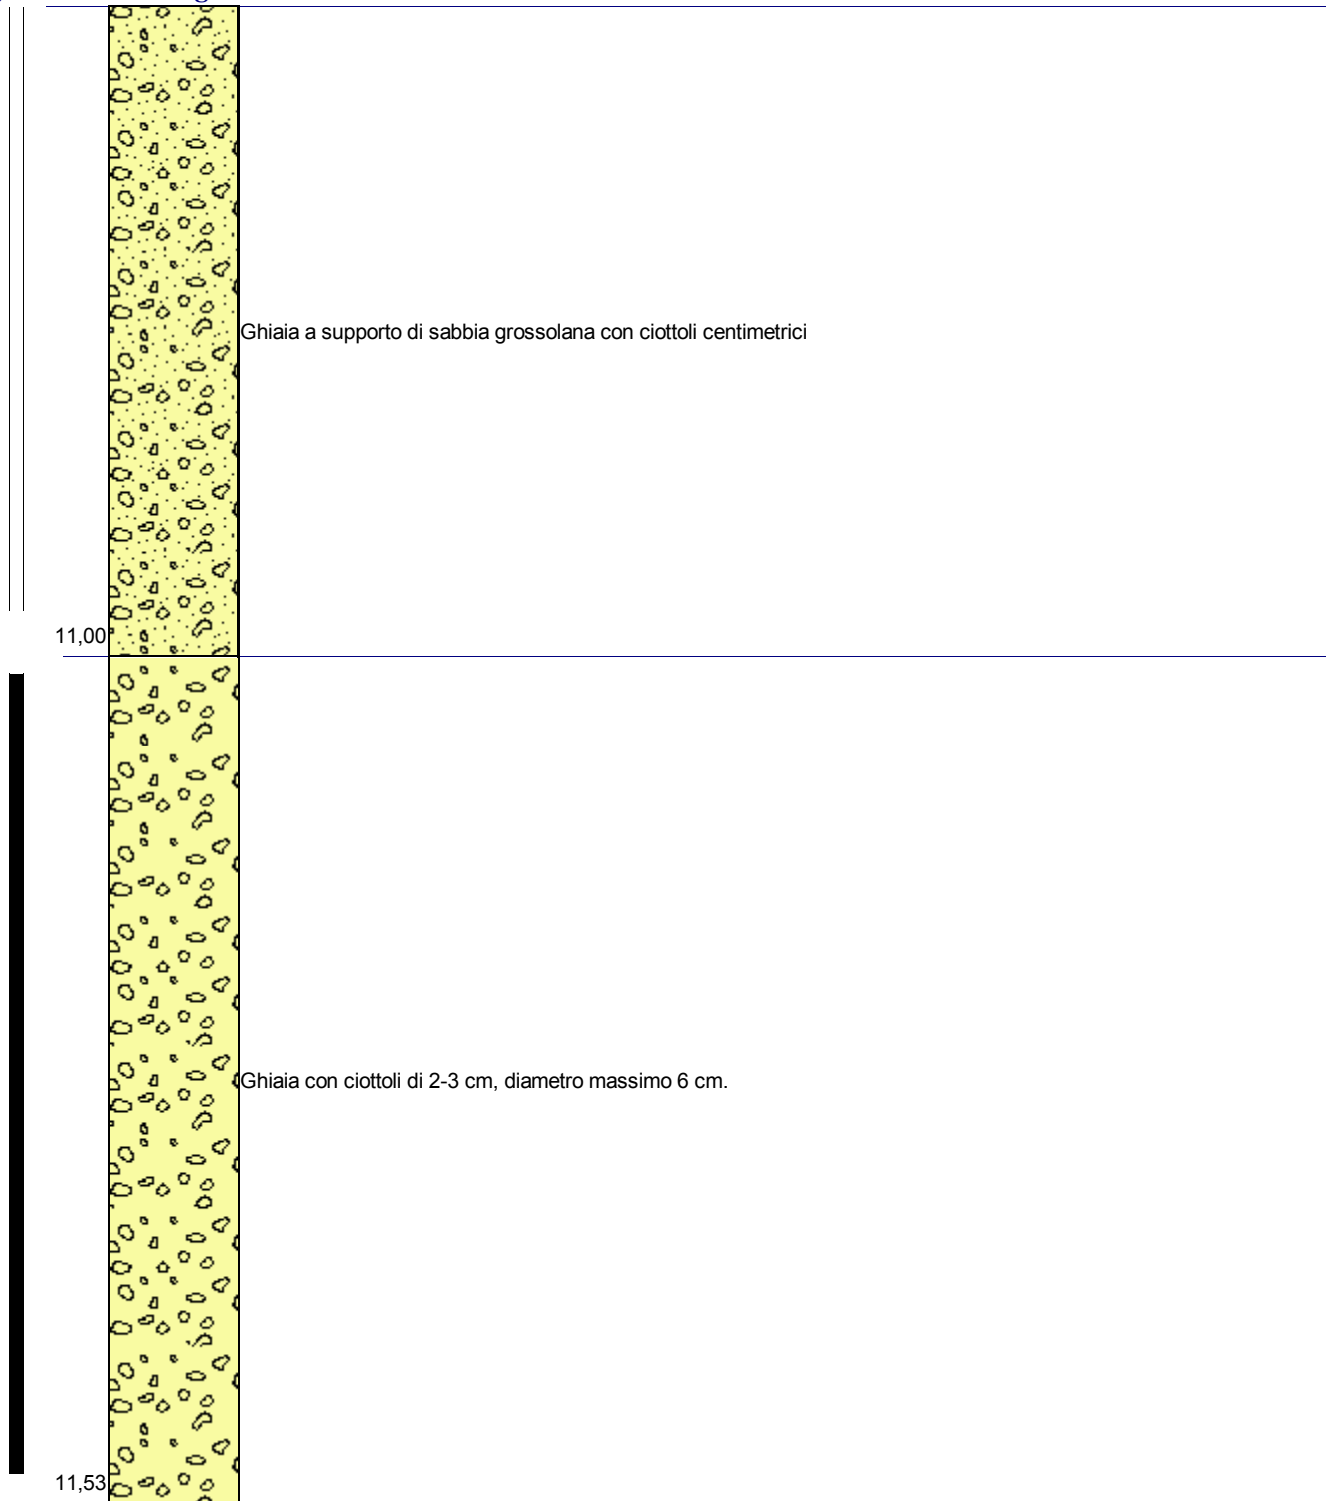 Ghiaia a supporto di sabbia grossolana con ciottoli centimetrici
11,00
Ghiaia con ciottoli di 2-3 cm, diametro massimo 6 cm.
11,53